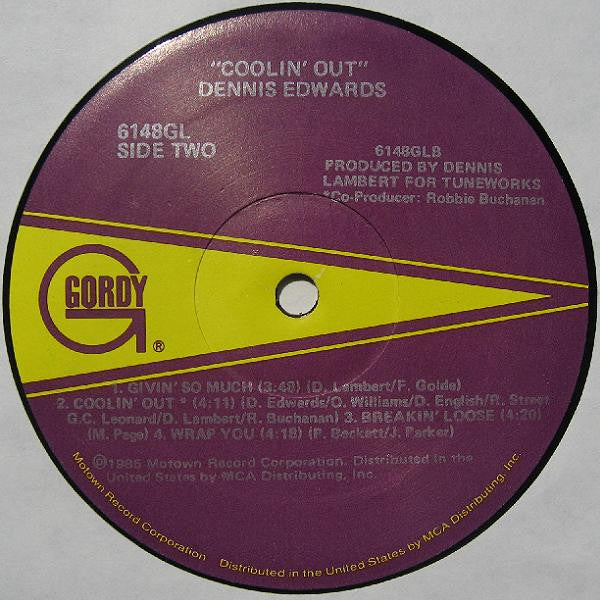 "COOLIN' OUT"
DENNIS EDWARDS
6148GL
SIDE TWO
6148GLB
PRODUCED BY DENNIS
LAMBERT FOR TUNEWORKS
*Co-Producer: Robbie Buchanan
GORDY
G
®
1. GIVIN' SO MUCH (3:48) (D. Lambert/F. Golde)
2. COOLIN' OUT * (4:11) (D. Edwards/O. Williams/D. English/R. Street
G.C. Leonard/D. Lambert/R. Buchanan) 3. BREAKIN' LOOSE (4:20)
(M. Page) 4. WRAP YOU (4:18) (P. Beckett/J. Parker)
℗1985 Motown Record Corporation. Distributed in the
United States by MCA Distributing, Inc.
Motown Record Corporation Distributed in the United States by MCA Distributing, Inc.